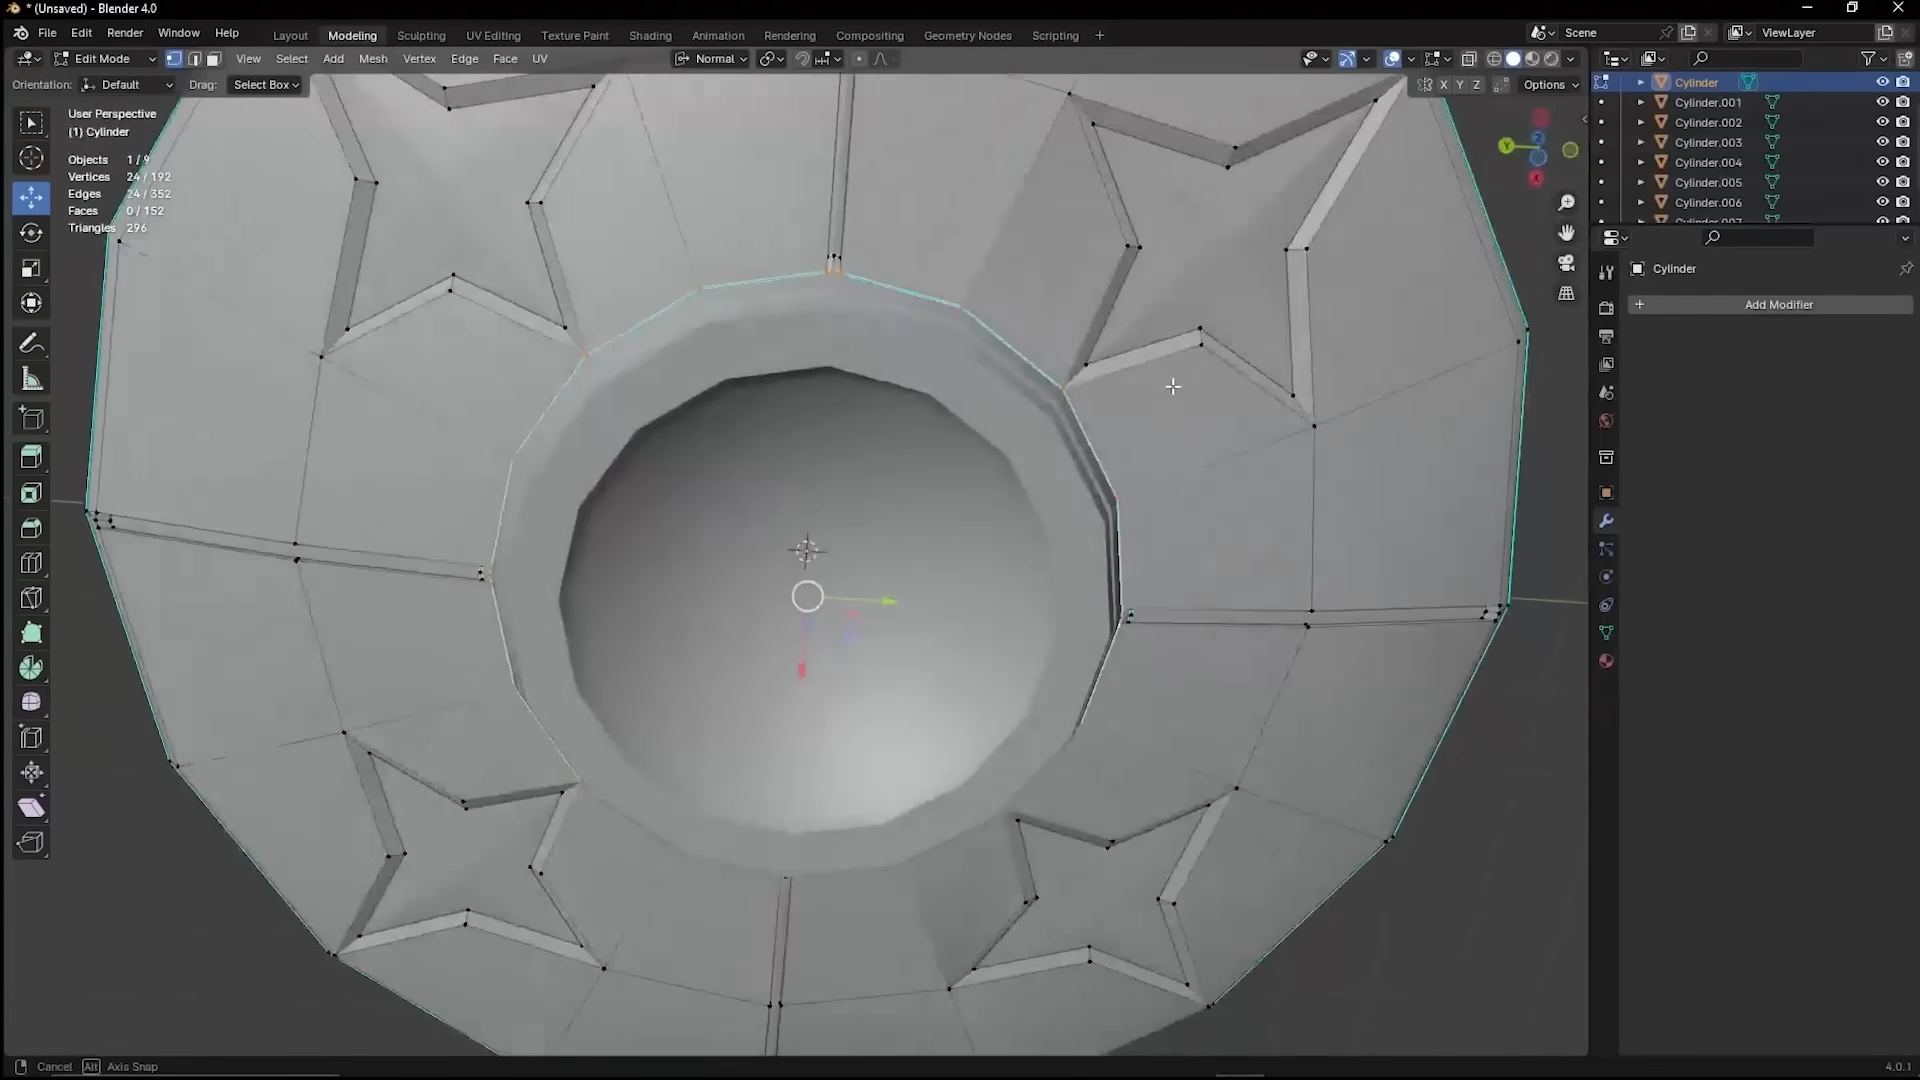 * (Unsaved) - Blender 4.0
File Edit Render Window Help Layout Modeling Sculpting UV Editing Texture Paint Shading Animation Rendering Compositing Geometry Nodes Scripting + Scene ViewLayer
Edit Mode View Select Add Mesh Vertex Edge Face UV Normal
Orientation: Default Drag: Select Box X Y Z Options
User Perspective
(1) Cylinder
Objects 1 / 9
Vertices 24 / 192
Edges 24 / 352
Faces 0 / 152
Triangles 296
Y
Z
X
Cylinder
Cylinder.001
Cylinder.002
Cylinder.003
Cylinder.004
Cylinder.005
Cylinder.006
Cylinder.007
Cylinder
+ Add Modifier
Cancel Alt Axis Snap
4.0.1